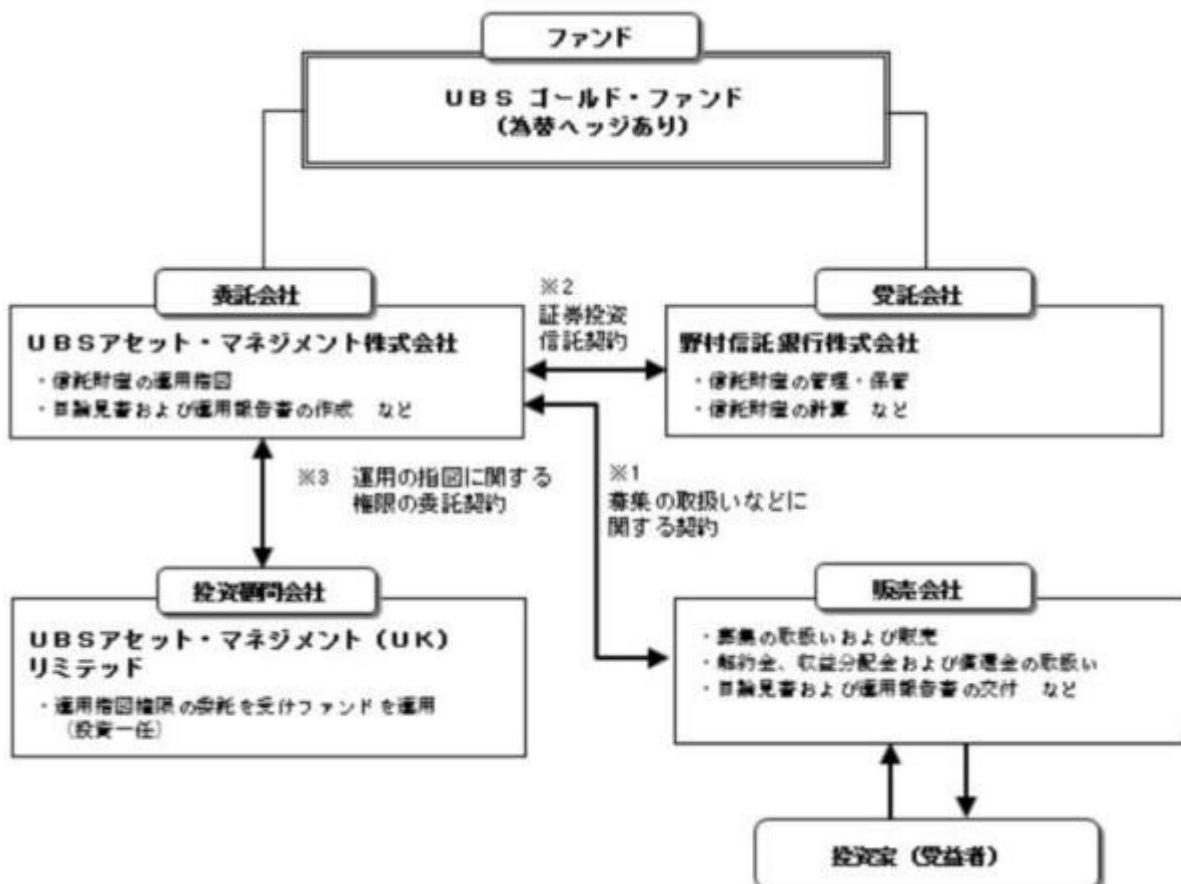 ファンド
UBS ゴールド・ファンド
(為替ヘッジあり)
委託会社
UBSアセット・マネジメント株式会社
・信託財産の運用指図
・目論見書および運用報告書の作成 など
※2
証券投資
信託契約
受託会社
野村信託銀行株式会社
・信託財産の管理・保管
・信託財産の計算 など
※3 運用の指図に関する
権限の委託契約
※1
募集の取扱いなどに
関する契約
投資顧問会社
UBSアセット・マネジメント（UK）
リミテッド
・運用指図権限の委託を受けファンドを運用
（投資一任）
販売会社
・募集の取扱いおよび販売
・解約金、収益分配金および償還金の取扱い
・目論見書および運用報告書の交付 など
投資家（受益者）